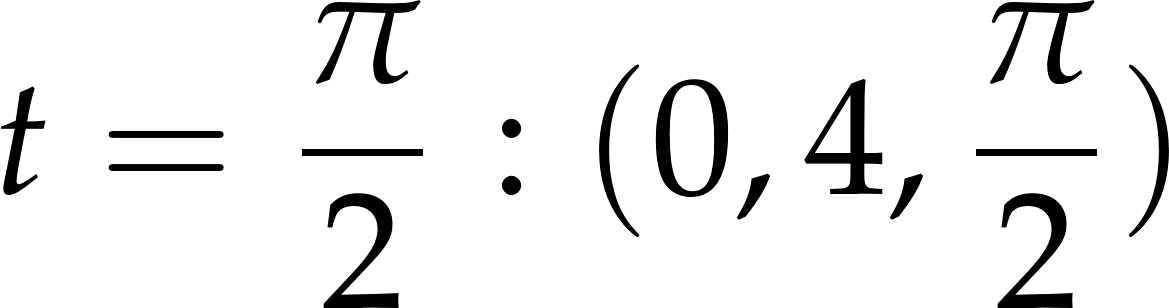 t = π/2 : (0, 4, π/2)